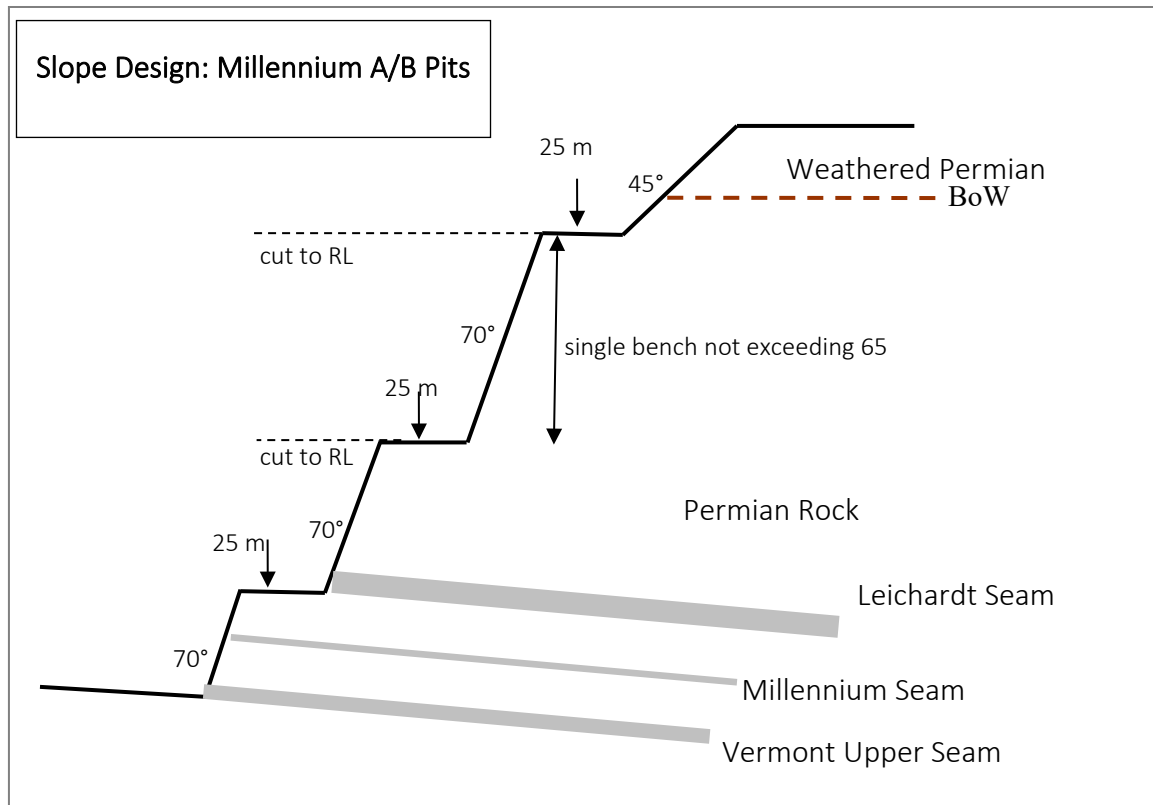 Slope Design: Millennium A/B Pits
25 m
Weathered Permian
45°
BoW
cut to RL
70°
single bench not exceeding 65
25 m
cut to RL
Permian Rock
70°
25 m
Leichardt Seam
70°
Millennium Seam
Vermont Upper Seam